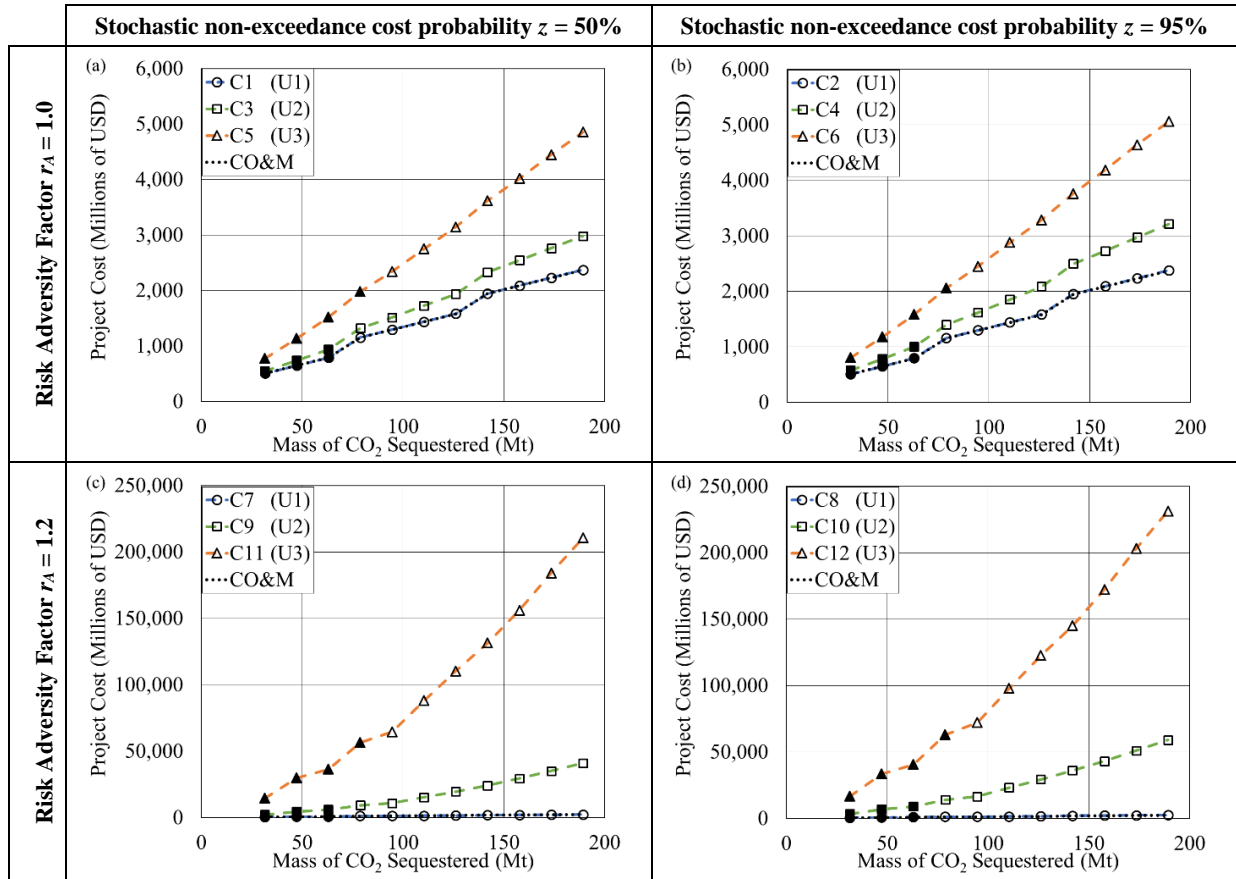 Stochastic non-exceedance cost probability z = 50%
Stochastic non-exceedance cost probability z = 95%
Risk Adversity Factor rA = 1.0
(a)
6,000
5,000
4,000
3,000
2,000
1,000
0
Project Cost (Millions of USD)
C1 (U1)
C3 (U2)
C5 (U3)
CO&M
0
50
100
150
200
Mass of CO2 Sequestered (Mt)
(b)
6,000
5,000
4,000
3,000
2,000
1,000
0
Project Cost (Millions of USD)
C2 (U1)
C4 (U2)
C6 (U3)
CO&M
0
50
100
150
200
Mass of CO2 Sequestered (Mt)
Risk Adversity Factor rA = 1.2
(c)
250,000
200,000
150,000
100,000
50,000
0
Project Cost (Millions of USD)
C7 (U1)
C9 (U2)
C11 (U3)
CO&M
0
50
100
150
200
Mass of CO2 Sequestered (Mt)
(d)
250,000
200,000
150,000
100,000
50,000
0
Project Cost (Millions of USD)
C8 (U1)
C10 (U2)
C12 (U3)
CO&M
0
50
100
150
200
Mass of CO2 Sequestered (Mt)